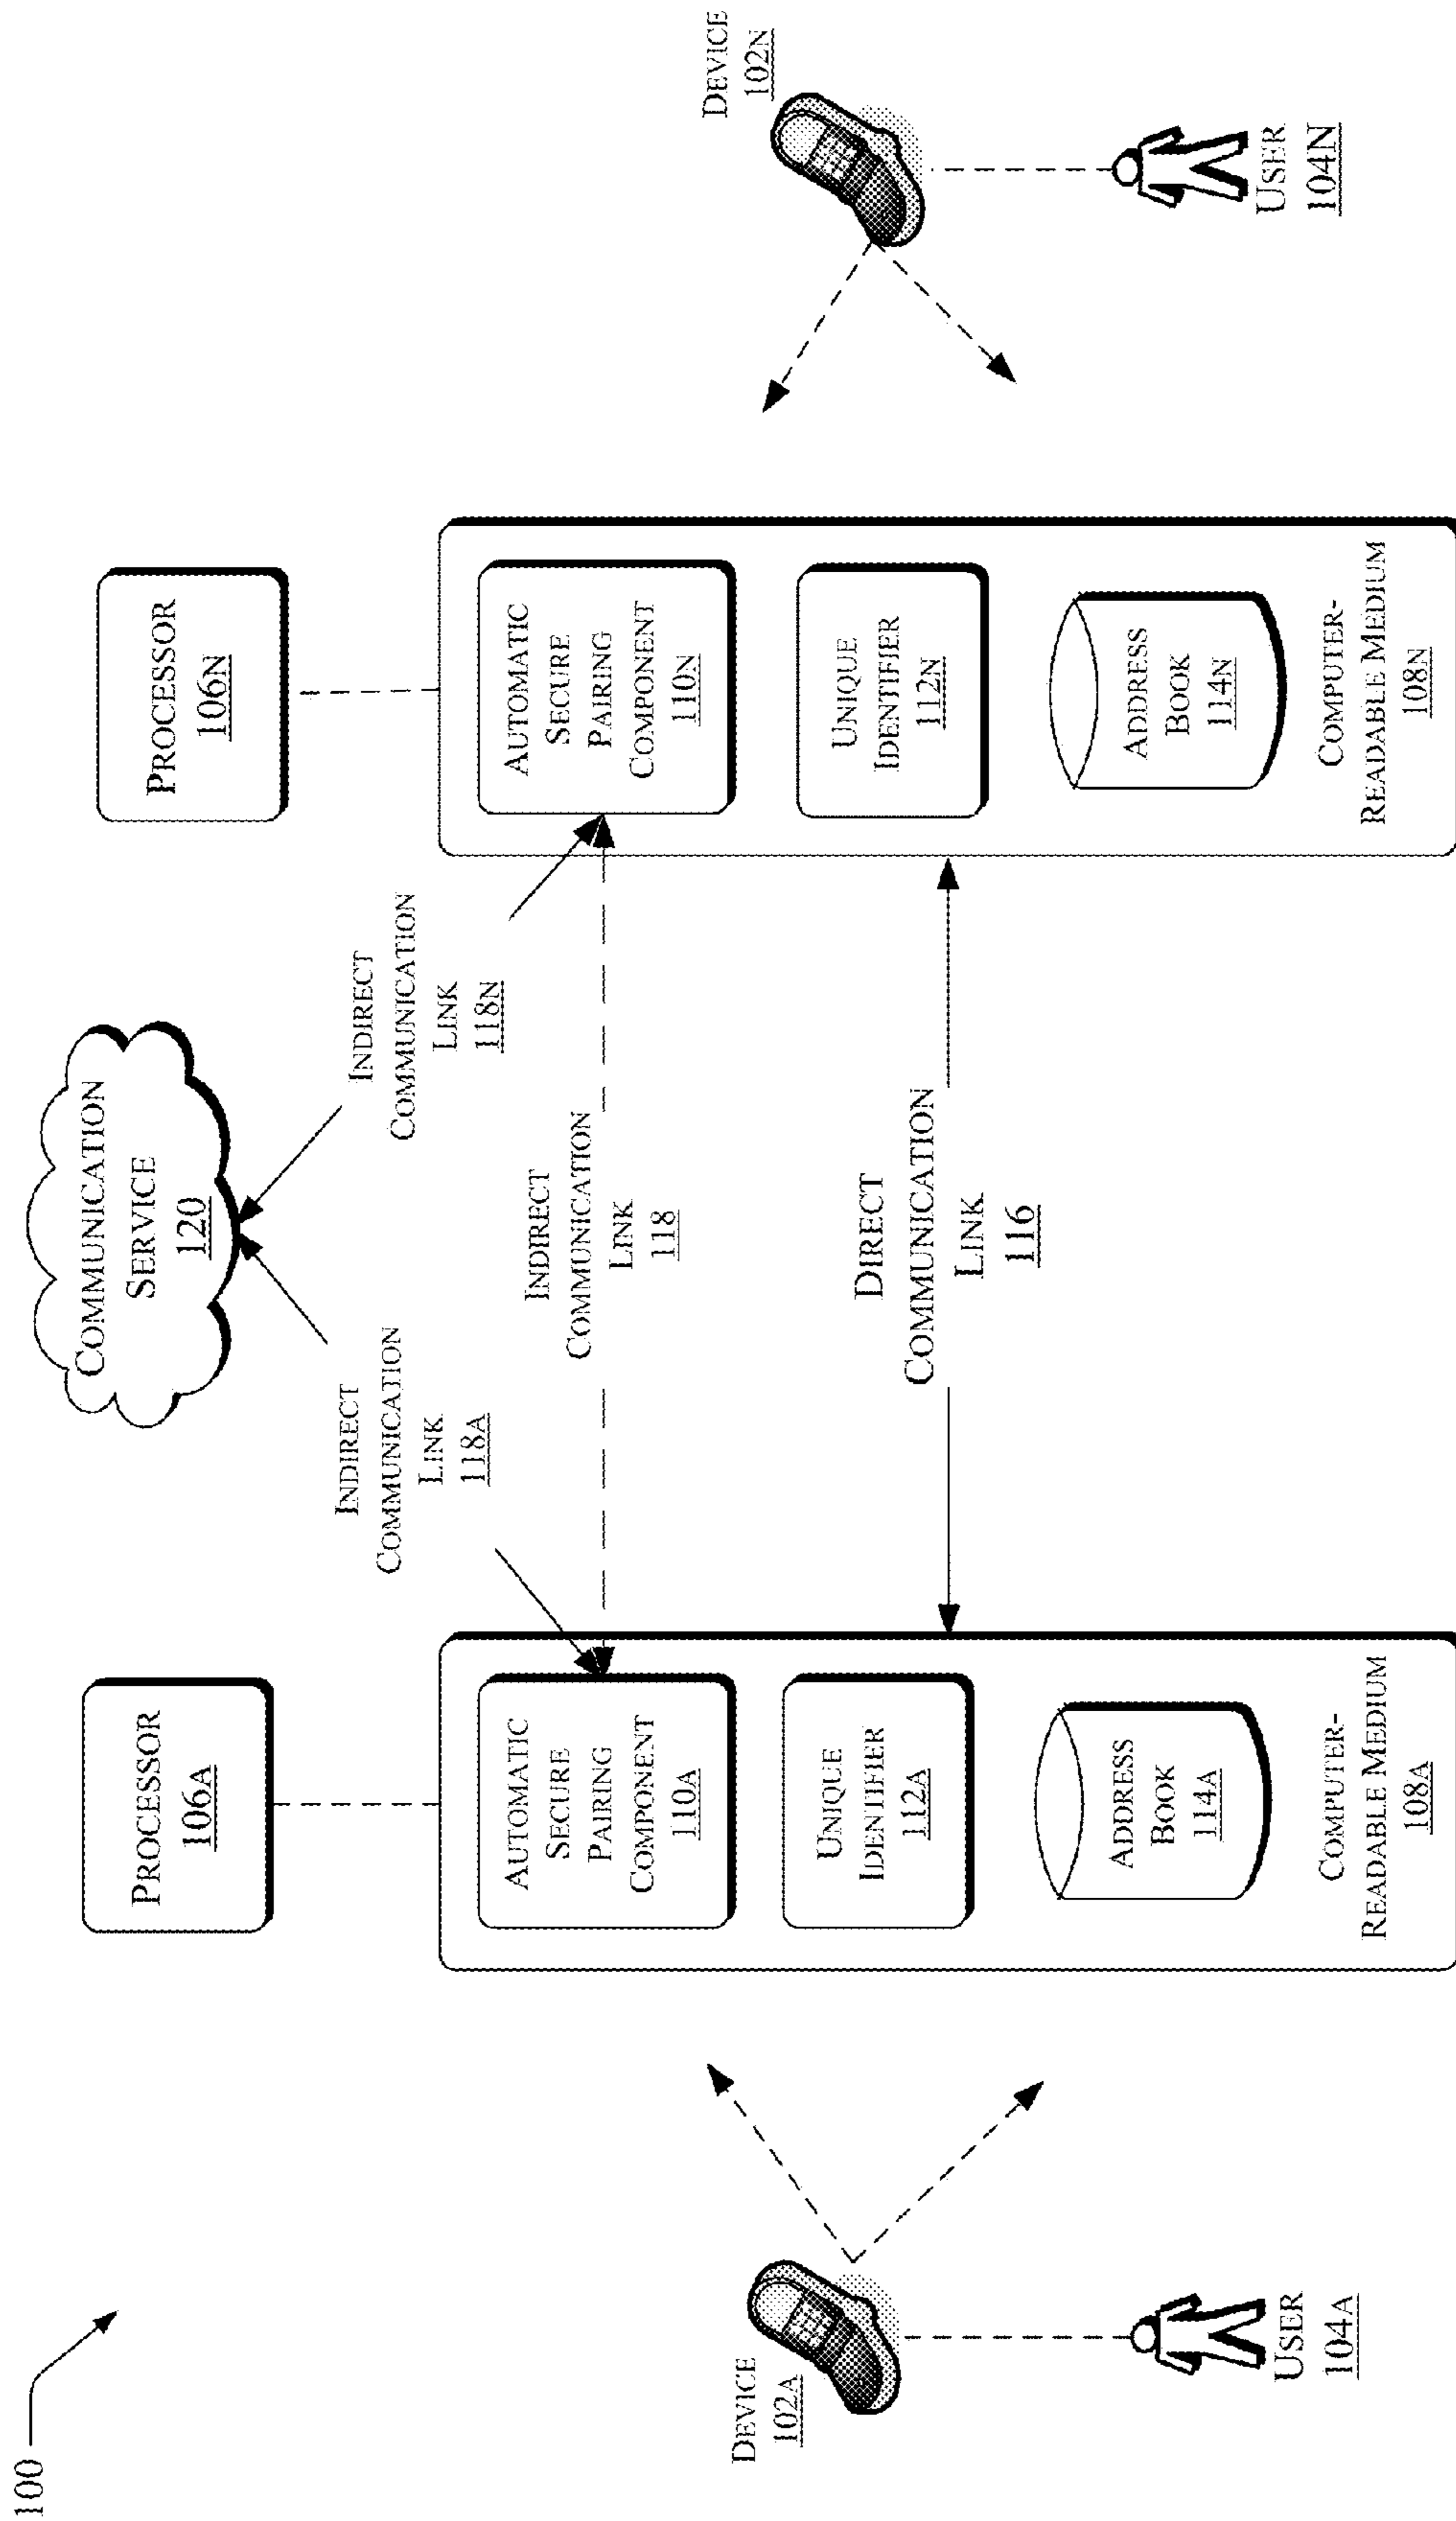 100
COMMUNICATION
SERVICE
120
PROCESSOR
106A
PROCESSOR
106N
INDIRECT
COMMUNICATION
LINK
118A
INDIRECT
COMMUNICATION
LINK
118N
AUTOMATIC
SECURE
PAIRING
COMPONENT
110A
INDIRECT
COMMUNICATION
LINK
118
AUTOMATIC
SECURE
PAIRING
COMPONENT
110N
DEVICE
102A
UNIQUE
IDENTIFIER
112A
DIRECT
COMMUNICATION
LINK
116
UNIQUE
IDENTIFIER
112N
DEVICE
102N
ADDRESS
BOOK
114A
ADDRESS
BOOK
114N
USER
104A
COMPUTER-
READABLE MEDIUM
108A
COMPUTER-
READABLE MEDIUM
108N
USER
104N